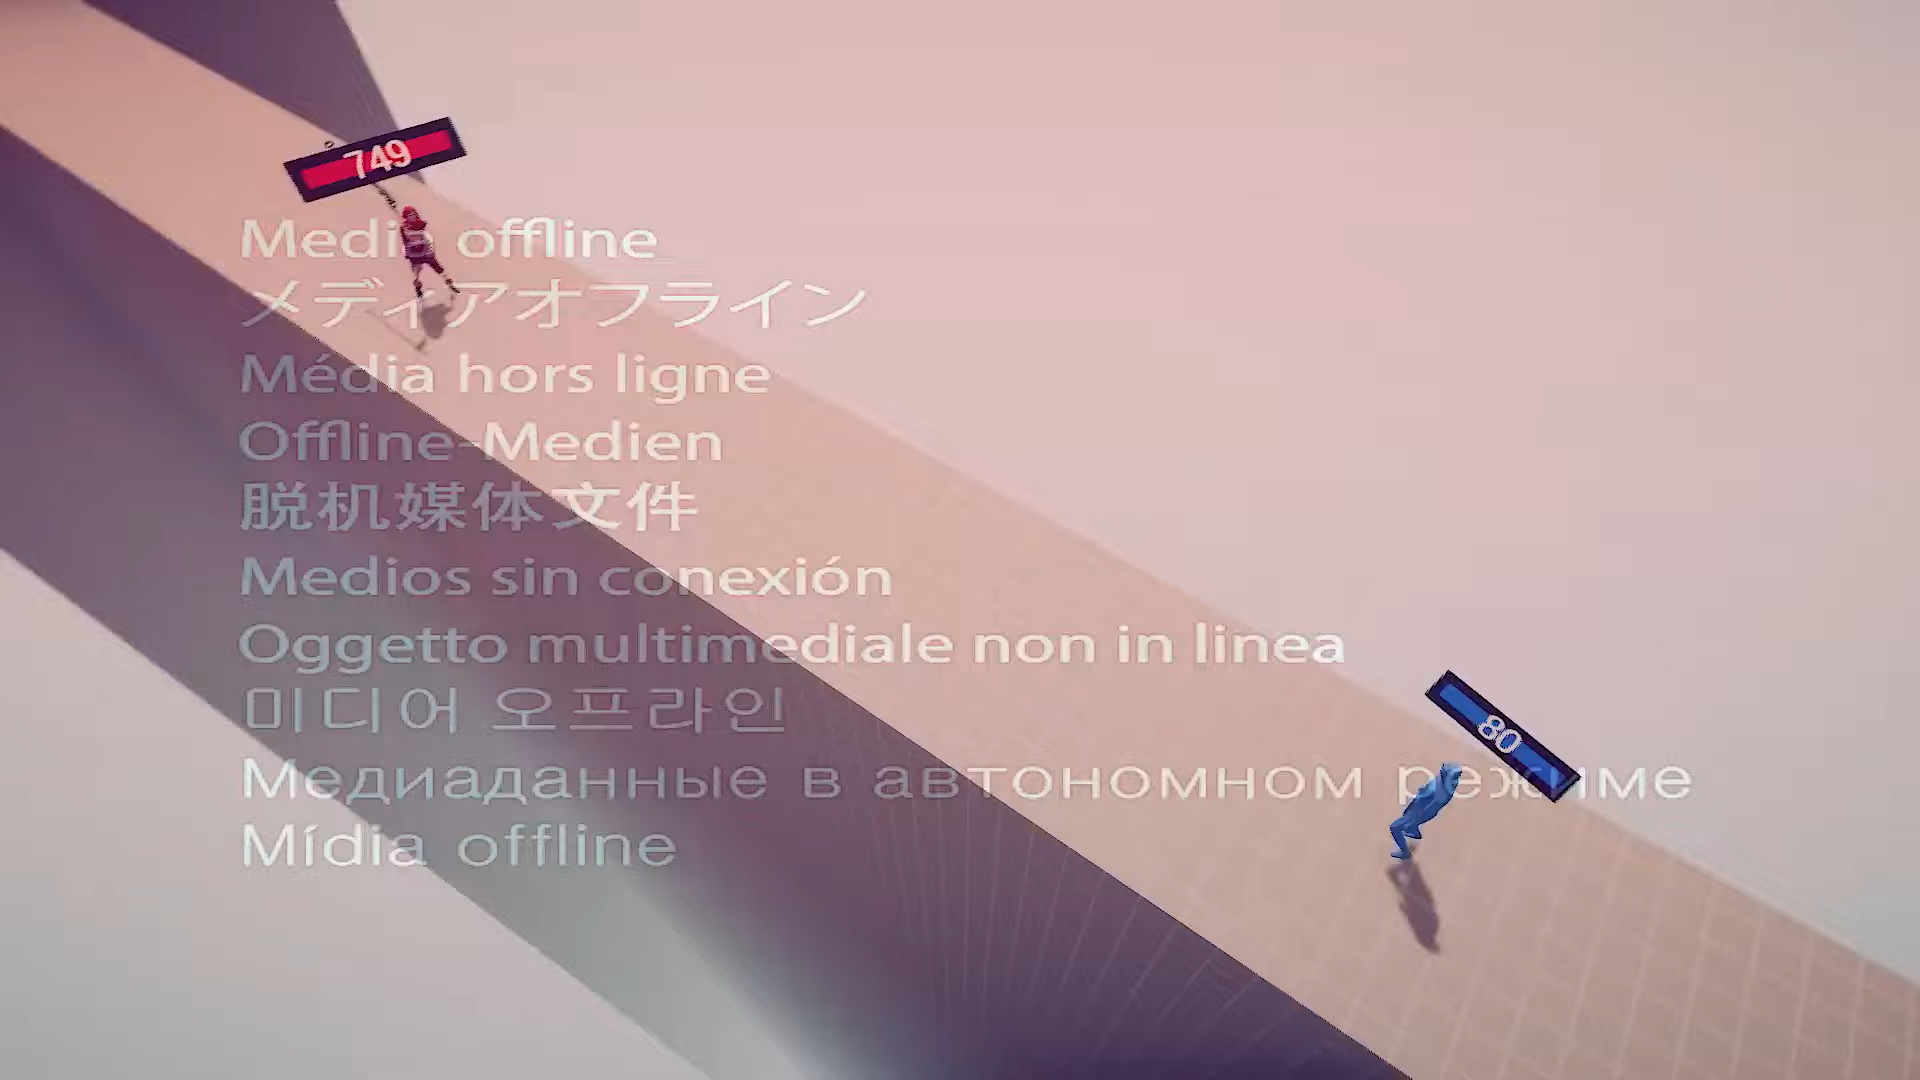 749
Media offline
メディアオフライン
Média hors ligne
Offline-Medien
脱机媒体文件
Medios sin conexión
Oggetto multimediale non in linea
미디어 오프라인
80
Медиаданные в автономном режиме
Mídia offline